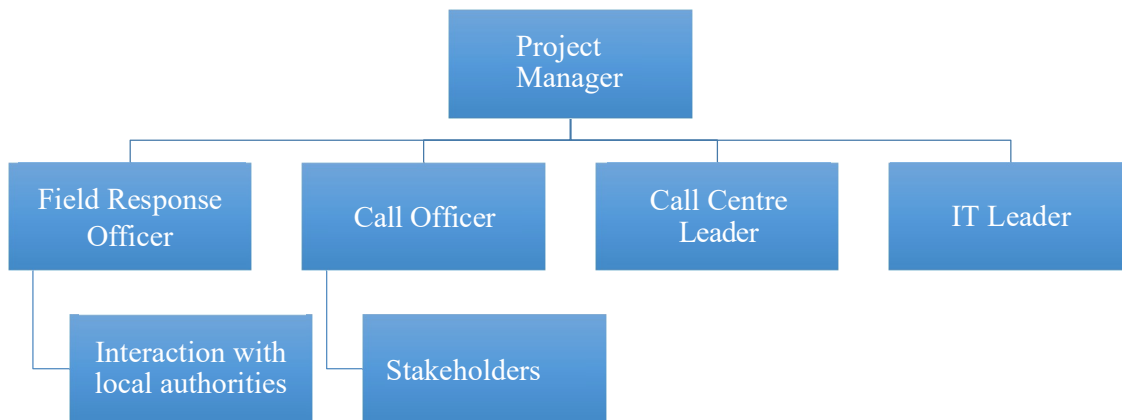 Project
Manager
Field Response
Officer
Call Officer
Call Centre
Leader
IT Leader
Interaction with
local authorities
Stakeholders